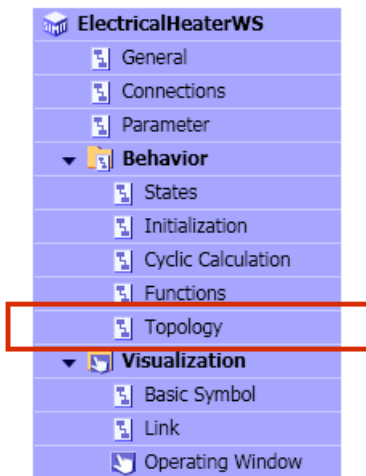 ElectricalHeaterWS
General
Connections
Parameter
Behavior
States
Initialization
Cyclic Calculation
Functions
Topology
Visualization
Basic Symbol
Link
Operating Window